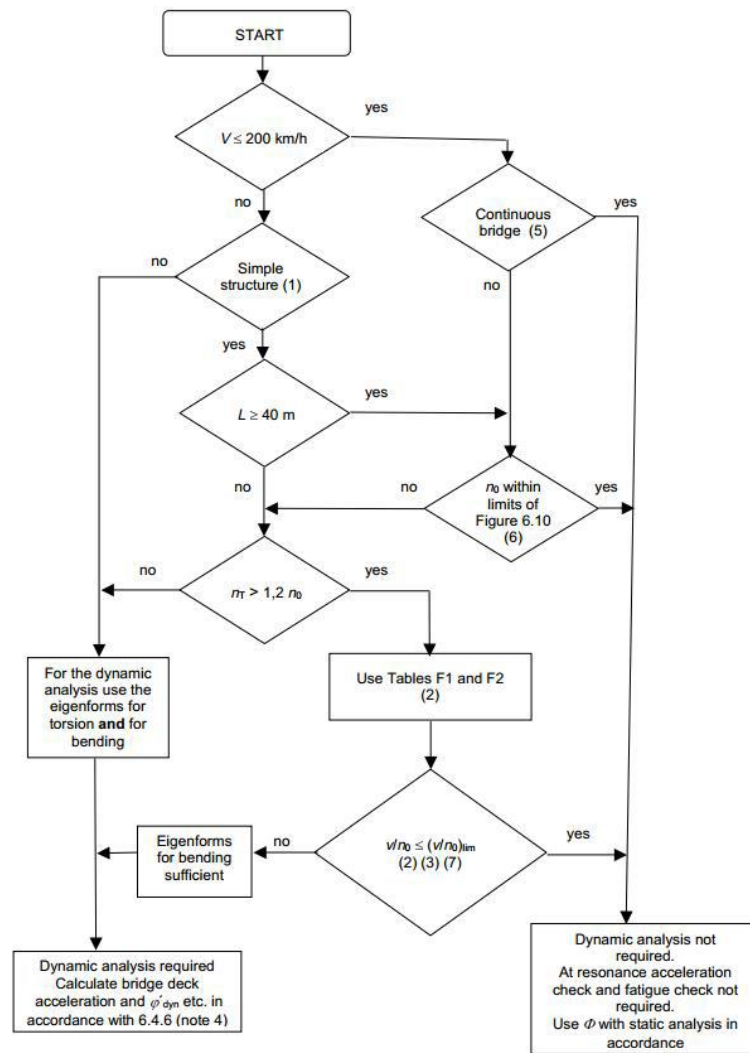 START
yes
V ≤ 200 km/h
yes
no
Continuous
bridge (5)
no
Simple
structure (1)
no
yes
yes
L ≥ 40 m
no
no
n₀ within
limits of
Figure 6.10
(6)
yes
no
yes
nT > 1,2 n₀
For the dynamic
analysis use the
eigenforms for
torsion and for
bending
Use Tables F1 and F2
(2)
Eigenforms
for bending
sufficient
no
v/n₀ ≤ (v/n₀)lim
(2) (3) (7)
yes
Dynamic analysis required
Calculate bridge deck
acceleration and φ′dyn etc. in
accordance with 6.4.6 (note 4)
Dynamic analysis not
required.
At resonance acceleration
check and fatigue check not
required.
Use Φ with static analysis in
accordance